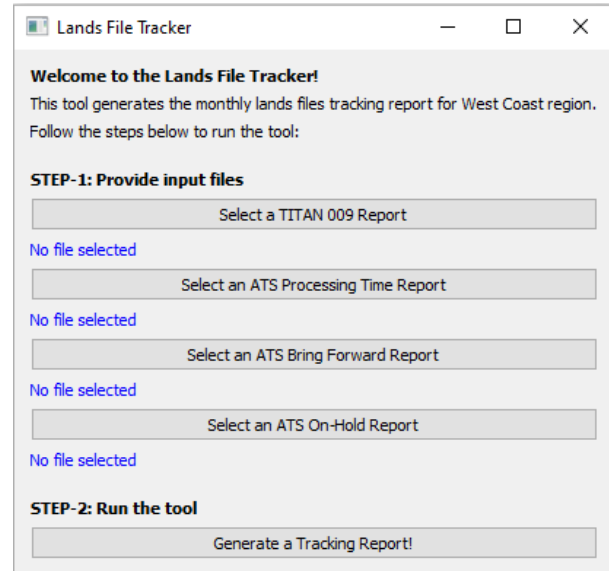 Lands File Tracker
Welcome to the Lands File Tracker!
This tool generates the monthly lands files tracking report for West Coast region.
Follow the steps below to run the tool:
STEP-1: Provide input files
Select a TITAN 009 Report
No file selected
Select an ATS Processing Time Report
No file selected
Select an ATS Bring Forward Report
No file selected
Select an ATS On-Hold Report
No file selected
STEP-2: Run the tool
Generate a Tracking Report!